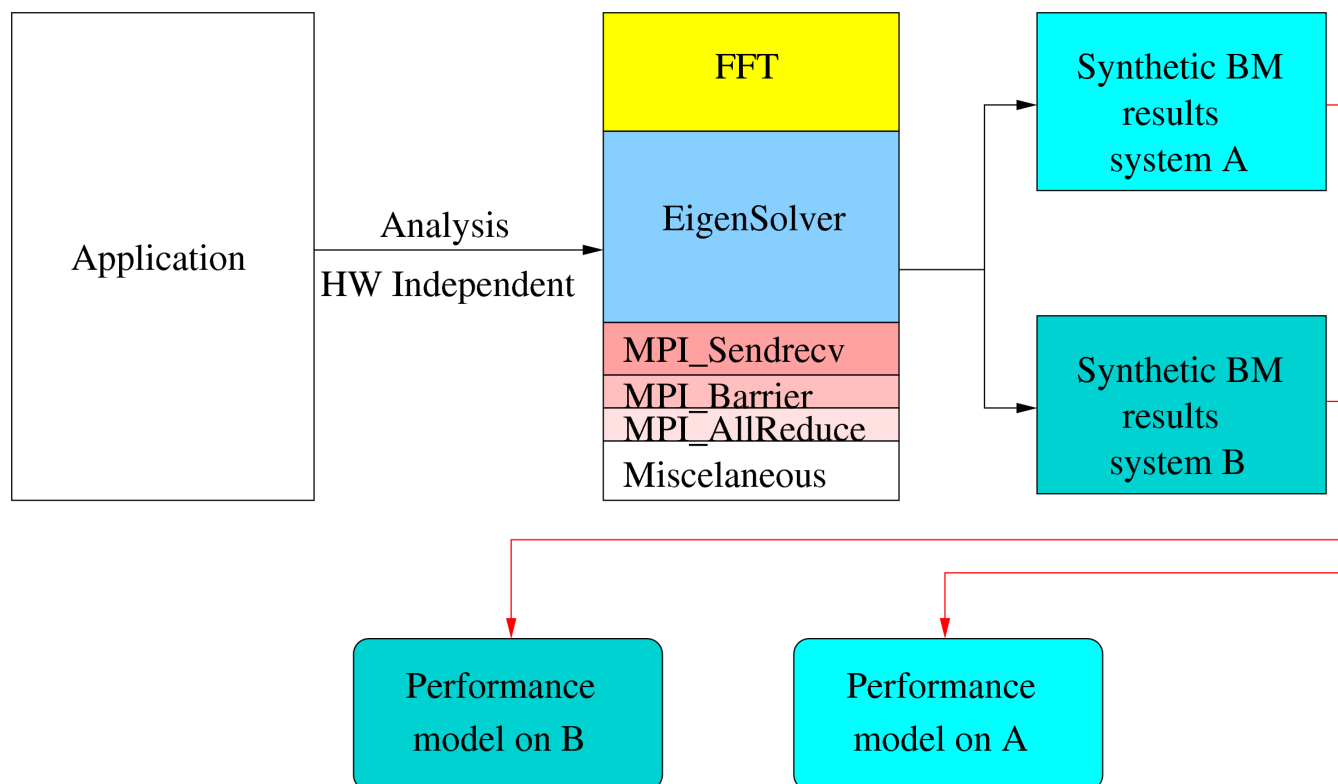 Application
Analysis
HW Independent
FFT
EigenSolver
MPI_Sendrecv
MPI_Barrier
MPI_AllReduce
Miscelaneous
Synthetic BM
results
system A
Synthetic BM
results
system B
Performance
model on B
Performance
model on A